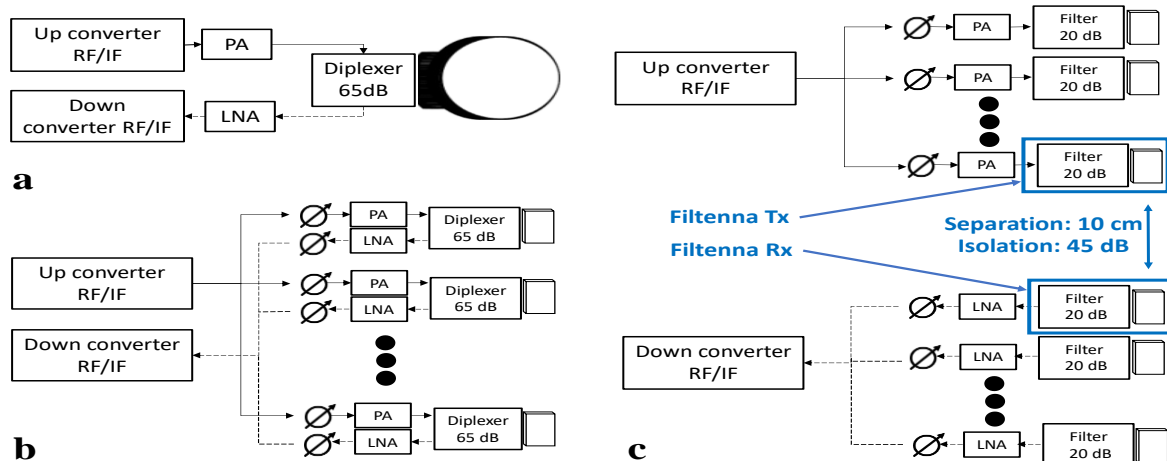 Up converter
RF/IF
PA
Diplexer
65dB
Down
converter RF/IF
LNA
a
PA
LNA
Diplexer
65 dB
Up converter
RF/IF
PA
LNA
Diplexer
65 dB
Down converter
RF/IF
PA
LNA
Diplexer
65 dB
b
Up converter
RF/IF
PA
Filter
20 dB
PA
Filter
20 dB
PA
Filter
20 dB
Filtenna Tx
Filtenna Rx
Separation: 10 cm
Isolation: 45 dB
LNA
Filter
20 dB
Down converter
RF/IF
LNA
Filter
20 dB
LNA
Filter
20 dB
c